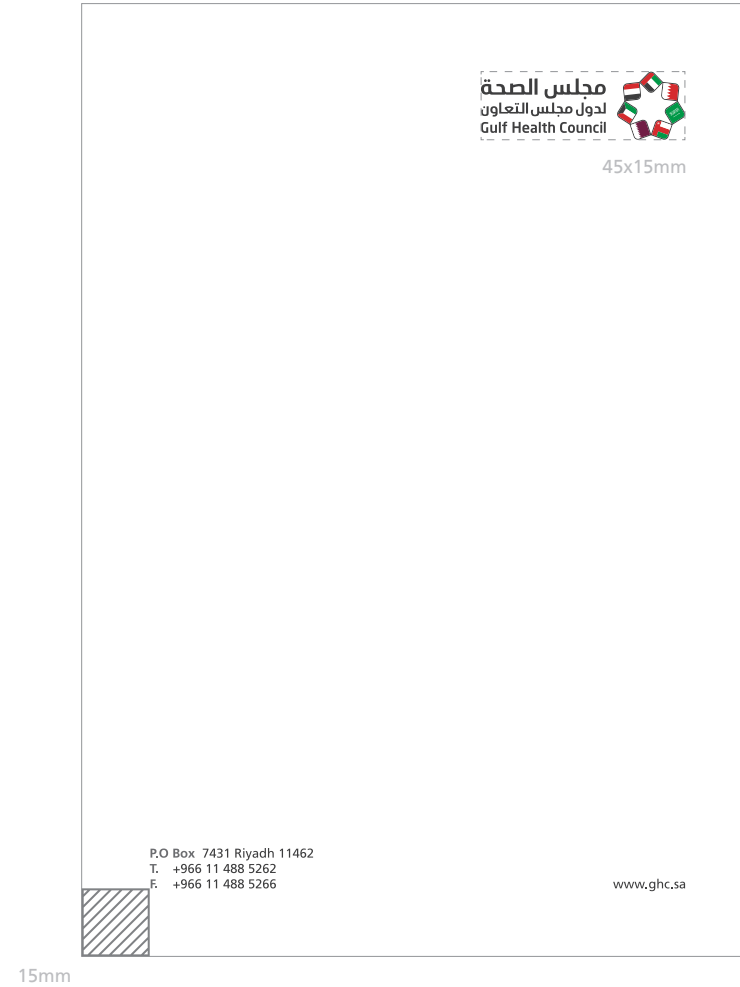 مجلس الصحة
لدول مجلس التعاون
Gulf Health Council
45x15mm
P.O Box 7431 Riyadh 11462
T. +966 11 488 5262
F. +966 11 488 5266
www.ghc.sa
15mm